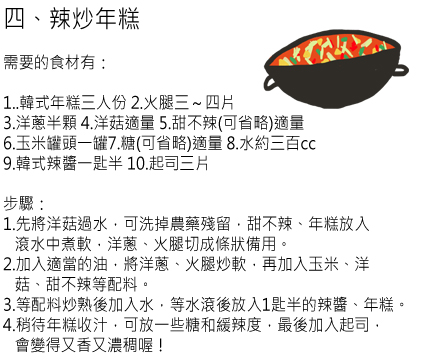 四、辣炒年糕
需要的食材有：
1..韓式年糕三人份 2.火腿三～四片
3.洋蔥半顆 4.洋菇適量 5.甜不辣(可省略)適量
6.玉米罐頭一罐7.糖(可省略)適量 8.水約三百cc
9.韓式辣醬一匙半 10.起司三片
步驟：
1.先將洋菇過水，可洗掉農藥殘留，甜不辣、年糕放入
滾水中煮軟，洋蔥、火腿切成條狀備用。
2.加入適當的油，將洋蔥、火腿炒軟，再加入玉米、洋
菇、甜不辣等配料。
3.等配料炒熟後加入水，等水滾後放入1匙半的辣醬、年糕。
4.稍待年糕收汁，可放一些糖和緩辣度，最後加入起司，
會變得又香又濃稠喔！